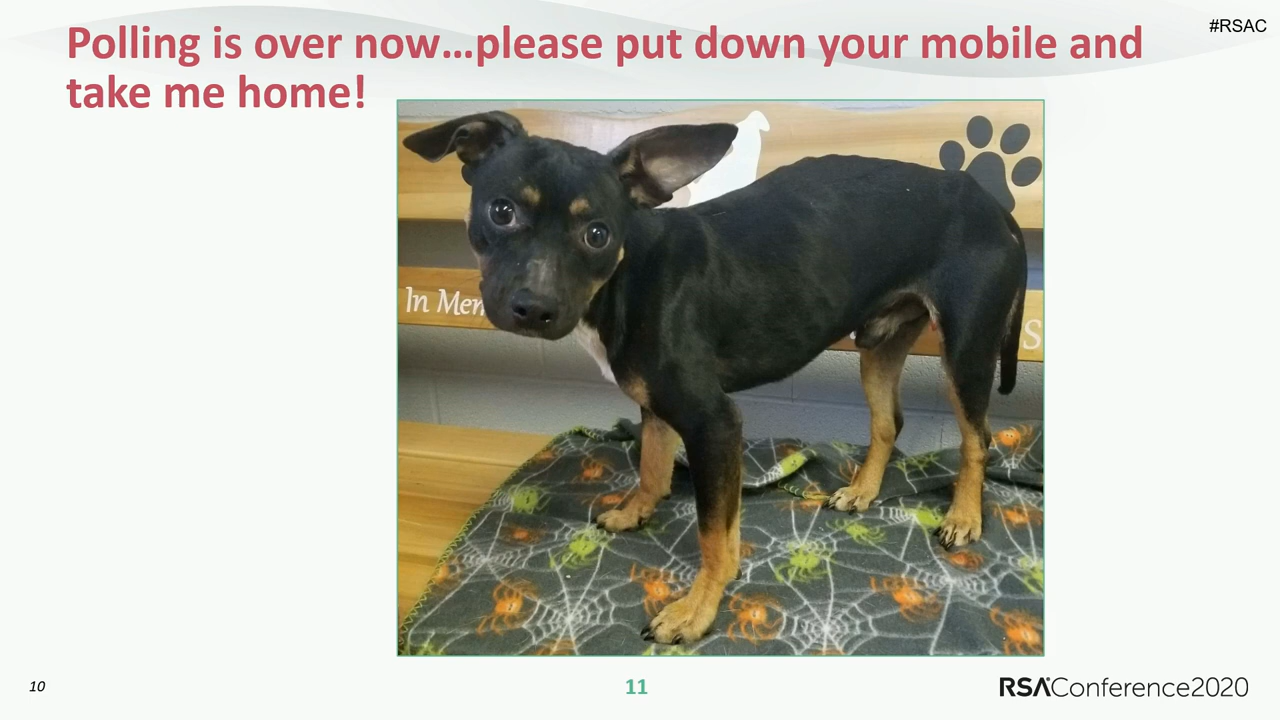 #RSAC
Polling is over now…please put down your mobile and
take me home!
In Mem
S
10
11
RSAConference2020